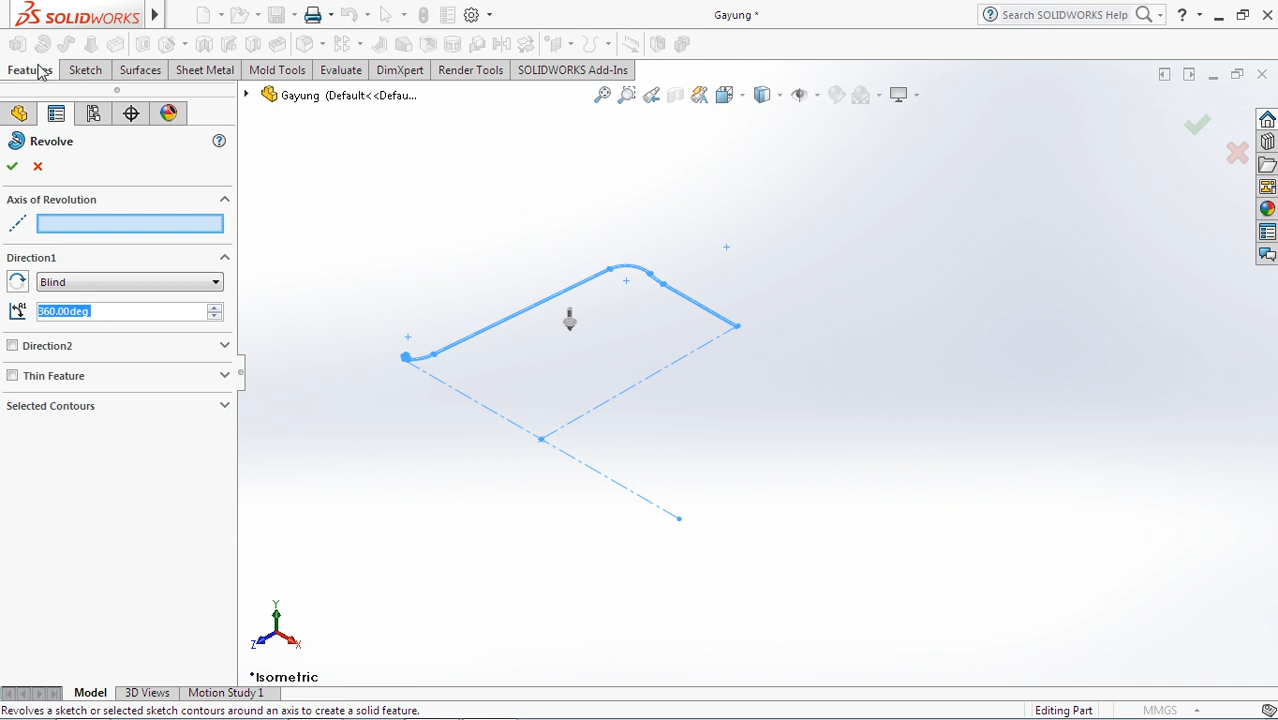 SOLIDWORKS
Gayung *
Search SOLIDWORKS Help
?
Features Sketch Surfaces Sheet Metal Mold Tools Evaluate DimXpert Render Tools SOLIDWORKS Add-Ins
Gayung (Default<<Defau...
Revolve
?
Axis of Revolution
Direction1
Blind
A1
360.00deg
Direction2
Thin Feature
Selected Contours
Y
Z
X
*Isometric
Model 3D Views Motion Study 1
Revolves a sketch or selected sketch contours around an axis to create a solid feature.
Editing Part
MMGS